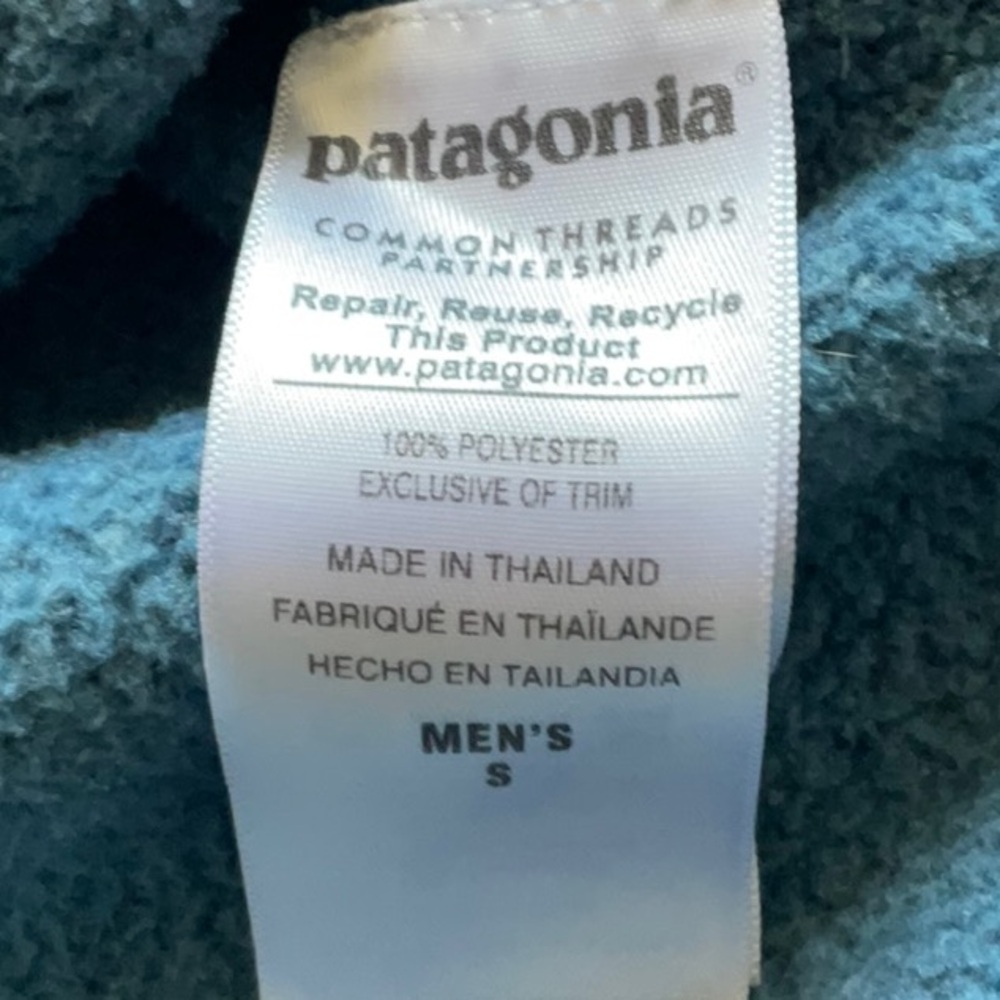 patagonia®
COMMON THREADS
PARTNERSHIP
Repair, Reuse, Recycle
This Product
www.patagonia.com
100% POLYESTER
EXCLUSIVE OF TRIM
MADE IN THAILAND
FABRIQUÉ EN THAÏLANDE
HECHO EN TAILANDIA
MEN'S
S